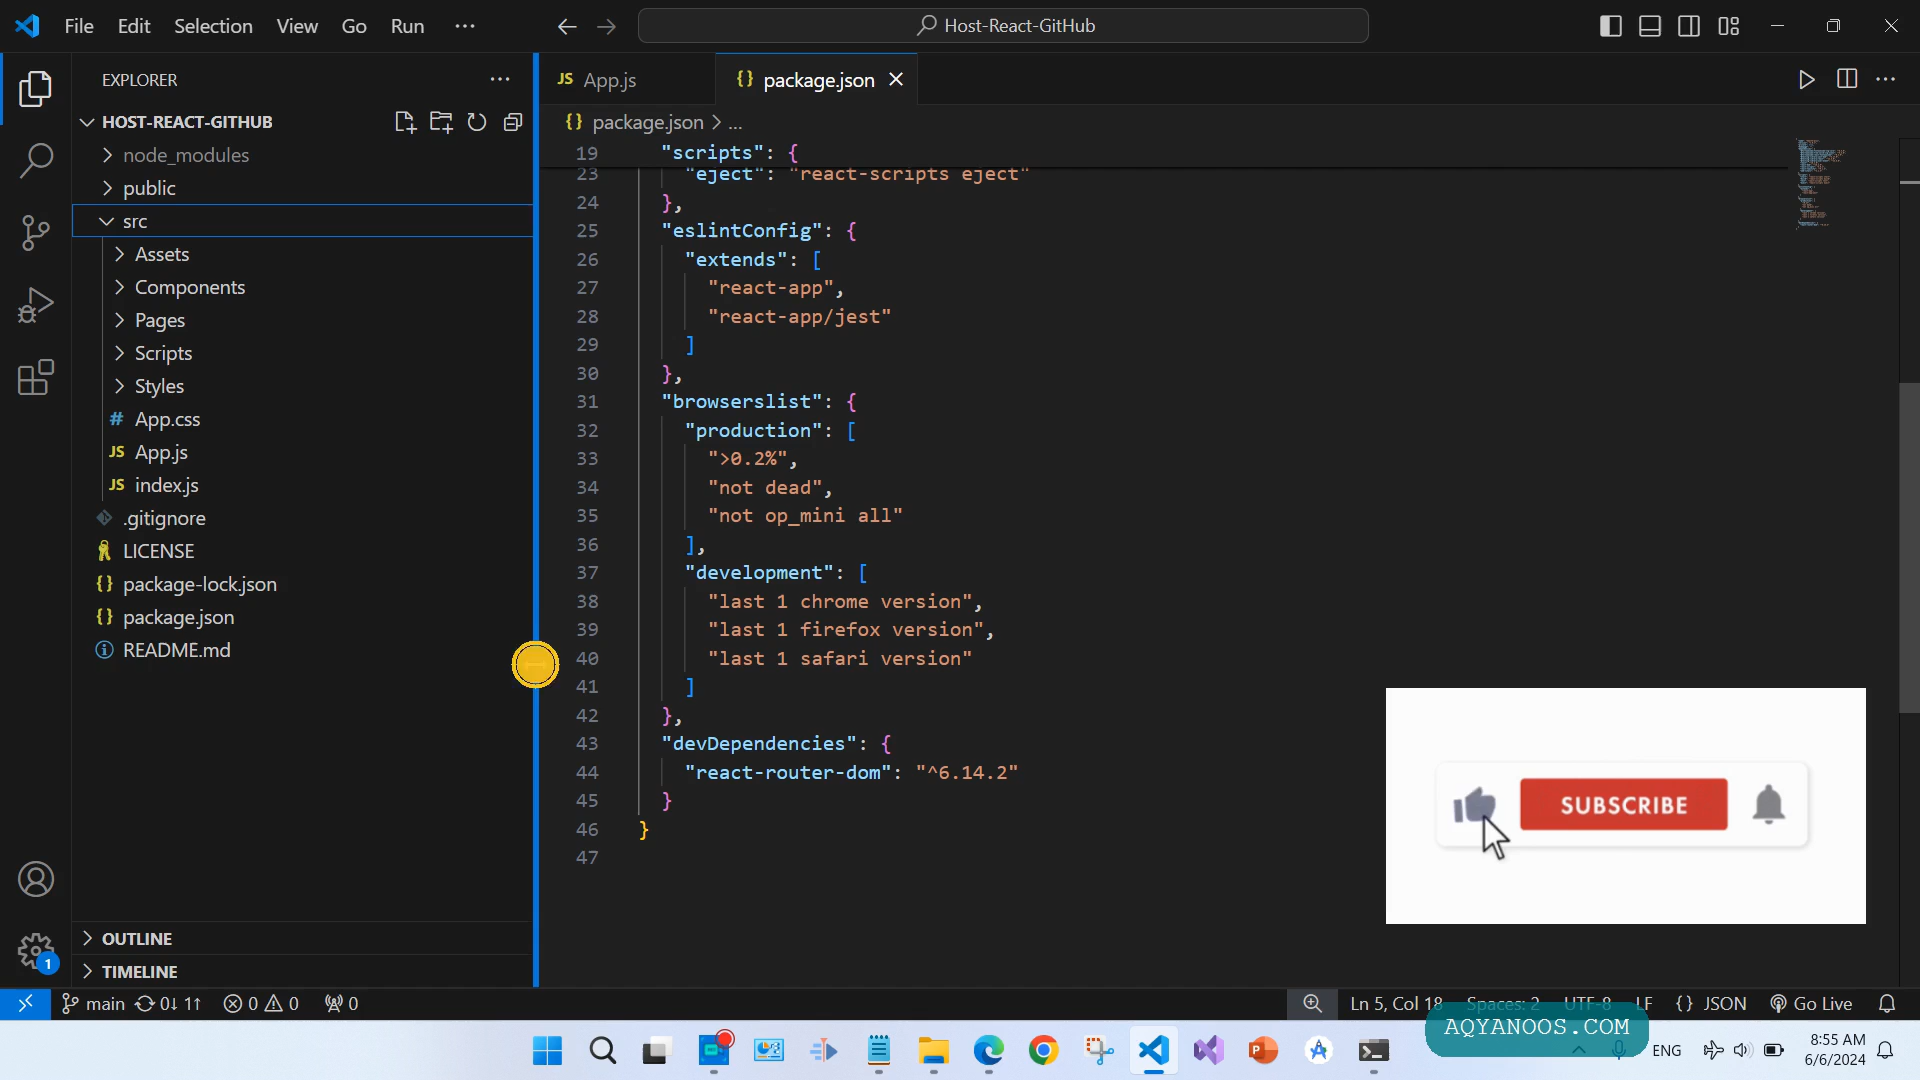 File Edit Selection View Go Run ...
Host-React-GitHub
EXPLORER
JS App.js
{} package.json
HOST-REACT-GITHUB
{} package.json > ...
node_modules
public
src
Assets
Components
Pages
Scripts
Styles
# App.css
JS App.js
JS index.js
.gitignore
LICENSE
{} package-lock.json
{} package.json
README.md
OUTLINE
TIMELINE
19 "scripts": {
23 "eject": "react-scripts eject"
24 },
25 "eslintConfig": {
26 "extends": [
27 "react-app",
28 "react-app/jest"
29 ]
30 },
31 "browserslist": {
32 "production": [
33 ">0.2%",
34 "not dead",
35 "not op_mini all"
36 ],
37 "development": [
38 "last 1 chrome version",
39 "last 1 firefox version",
40 "last 1 safari version"
41 ]
42 },
43 "devDependencies": {
44 "react-router-dom": "^6.14.2"
45 }
46 }
47
SUBSCRIBE
1
main 0↓ 1↑ 0 0 0
Ln 5, Col 18 Spaces: 2 UTF-8 LF {} JSON Go Live
AQYANOOS.COM
ENG
8:55 AM
6/6/2024